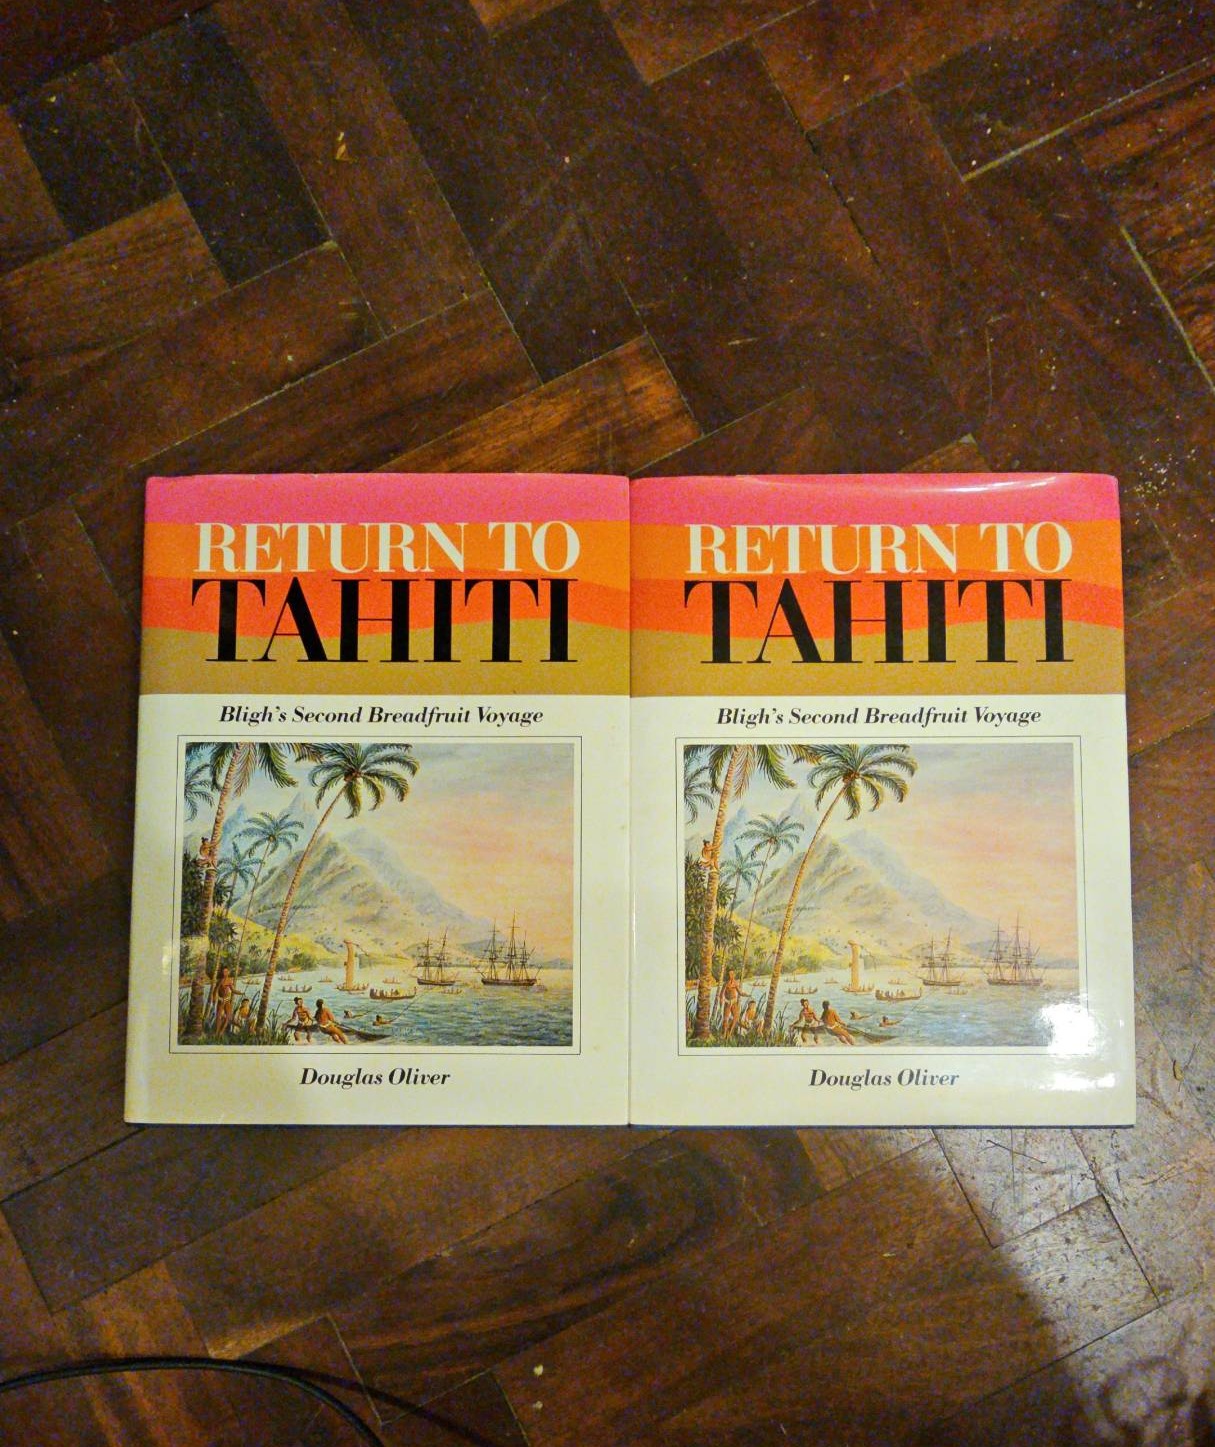 RETURN TO
TAHITI
Bligh's Second Breadfruit Voyage
Douglas Oliver
RETURN TO
TAHITI
Bligh's Second Breadfruit Voyage
Douglas Oliver